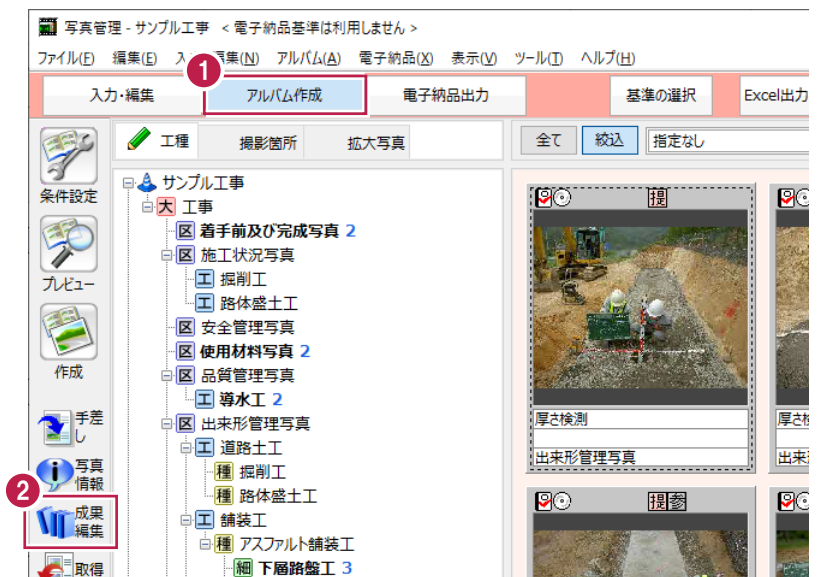 写真管理 - サンプル工事 ＜電子納品基準は利用しません＞
ファイル(F) 編集(E) 編集(N) アルバム(A) 電子納品(X) 表示(V) ツール(T) ヘルプ(H)
1
入力・編集 アルバム作成 電子納品出力 基準の選択 Excel出力
条件設定
プレビュー
作成
手差し
写真情報
2
成果編集
取得
工種 撮影箇所 拡大写真
サンプル工事
大 工事
区 着手前及び完成写真 2
区 施工状況写真
工 掘削工
工 路体盛土工
区 安全管理写真
区 使用材料写真 2
区 品質管理写真
工 導水工 2
区 出来形管理写真
工 道路土工
種 掘削工
種 路体盛土工
工 舗装工
種 アスファルト舗装工
細 下層路盤工 3
全て 絞込 指定なし
提
厚さ検測
出来形管理写真
提参